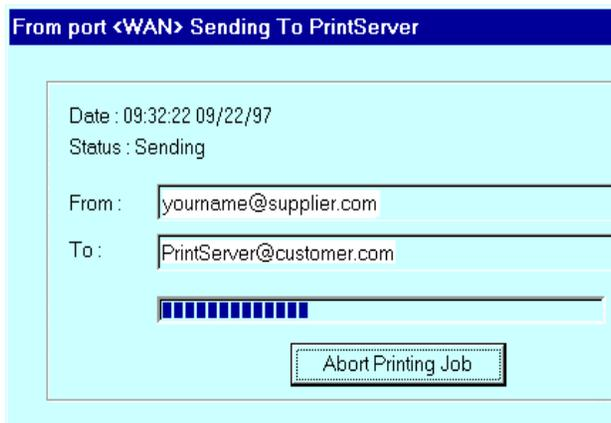 From port <WAN> Sending To PrintServer
Date : 09:32:22 09/22/97
Status : Sending
From : yourname@supplier.com
To : PrintServer@customer.com
Abort Printing Job